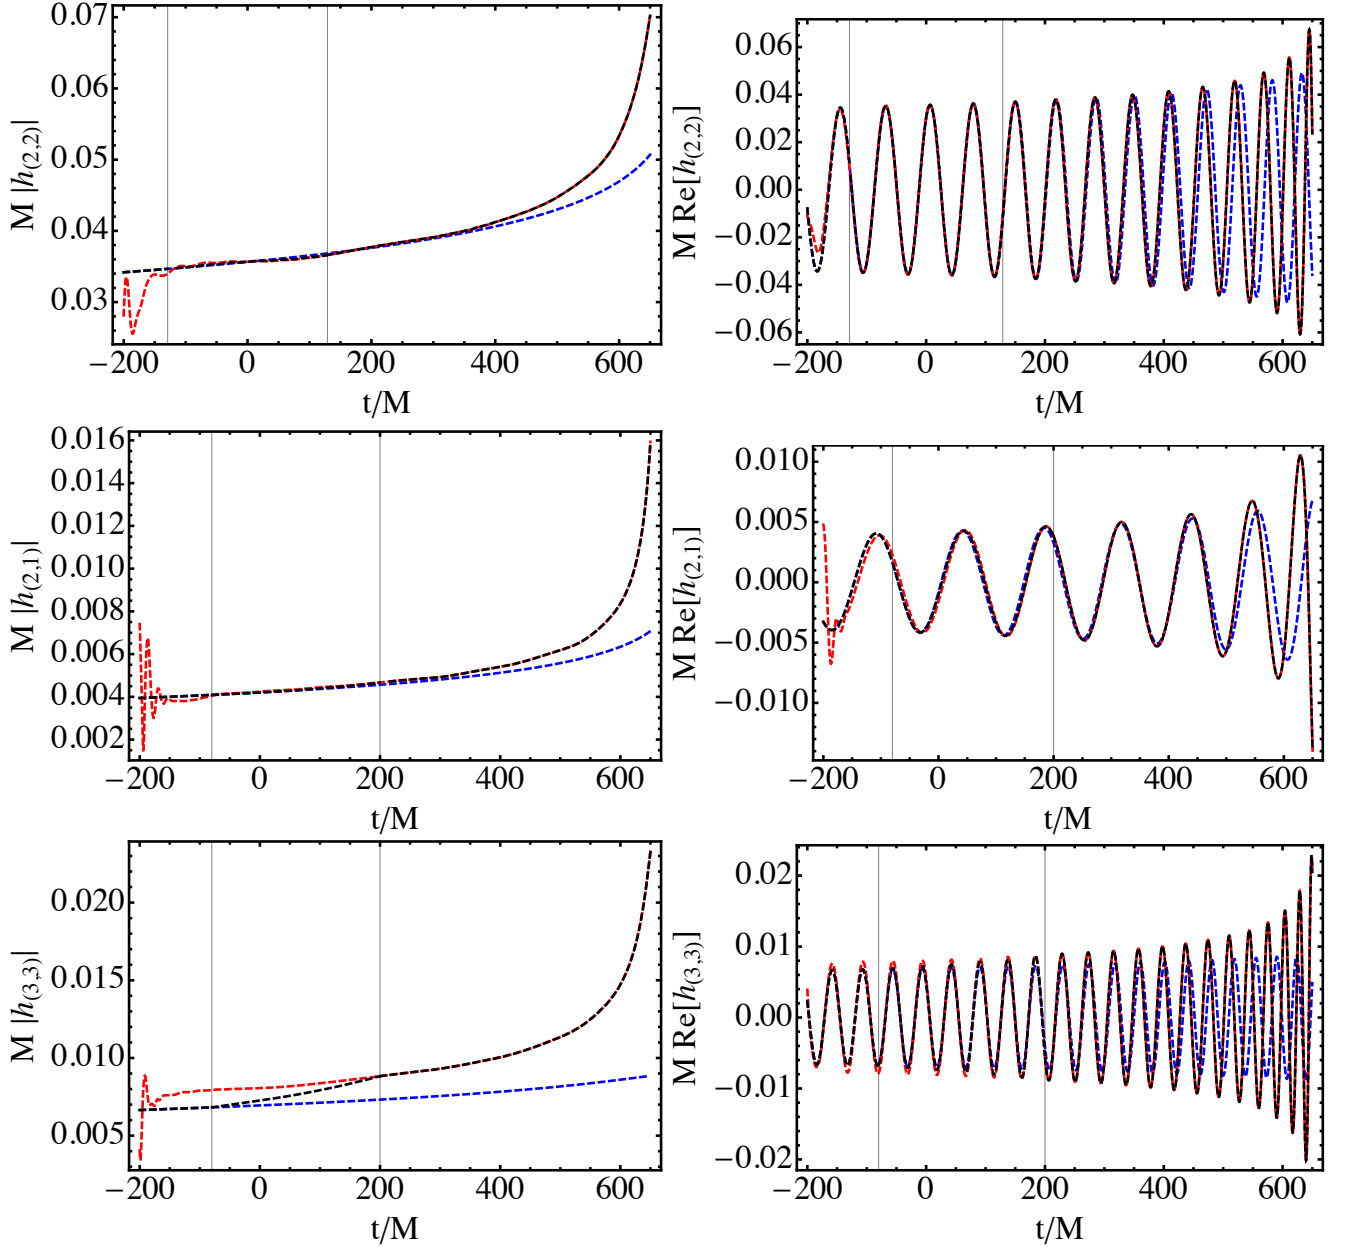 0.07
0.06
0.05
0.04
0.03
M |h(2,2)|
−200 0 200 400 600
t/M
0.06
0.04
0.02
0.00
−0.02
−0.04
−0.06
M Re[h(2,2)]
−200 0 200 400 600
t/M
0.016
0.014
0.012
0.010
0.008
0.006
0.004
0.002
M |h(2,1)|
−200 0 200 400 600
t/M
0.010
0.005
0.000
−0.005
−0.010
M Re[h(2,1)]
−200 0 200 400 600
t/M
0.020
0.015
0.010
0.005
M |h(3,3)|
−200 0 200 400 600
t/M
0.02
0.01
0.00
−0.01
−0.02
M Re[h(3,3)]
−200 0 200 400 600
t/M